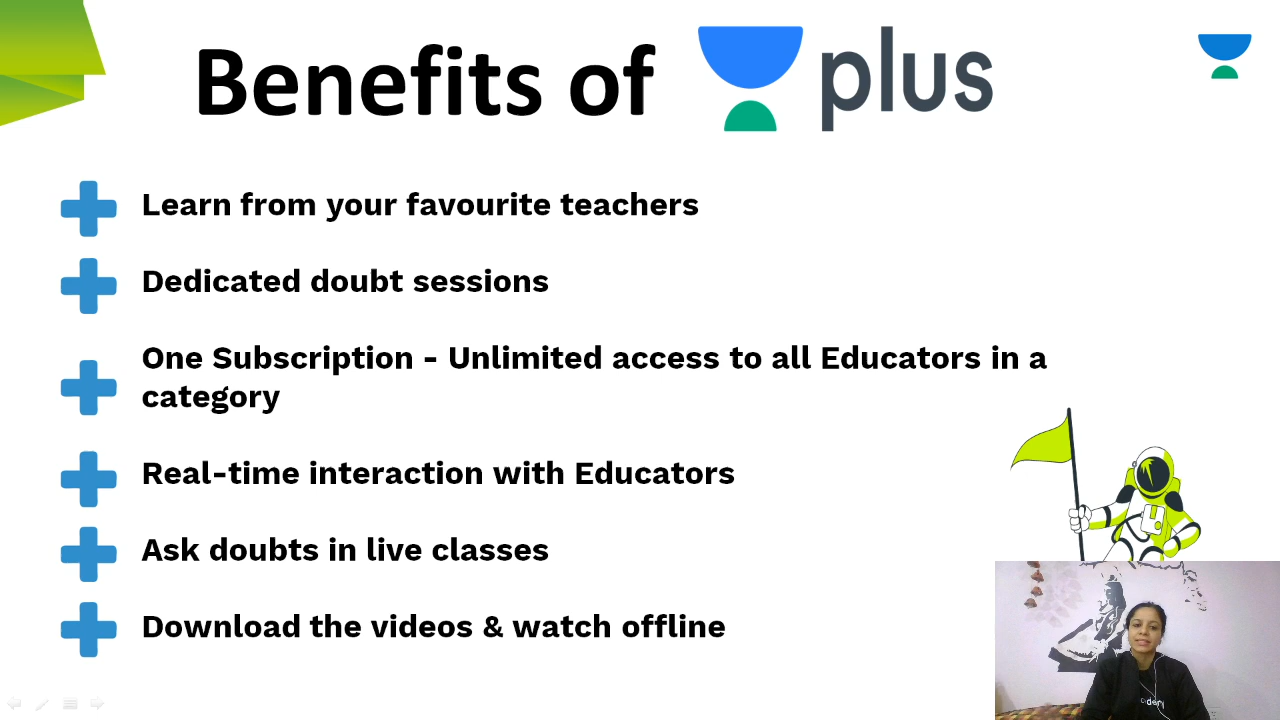 Benefits of plus
Learn from your favourite teachers
Dedicated doubt sessions
One Subscription - Unlimited access to all Educators in a
category
Real-time interaction with Educators
Ask doubts in live classes
Download the videos & watch offline